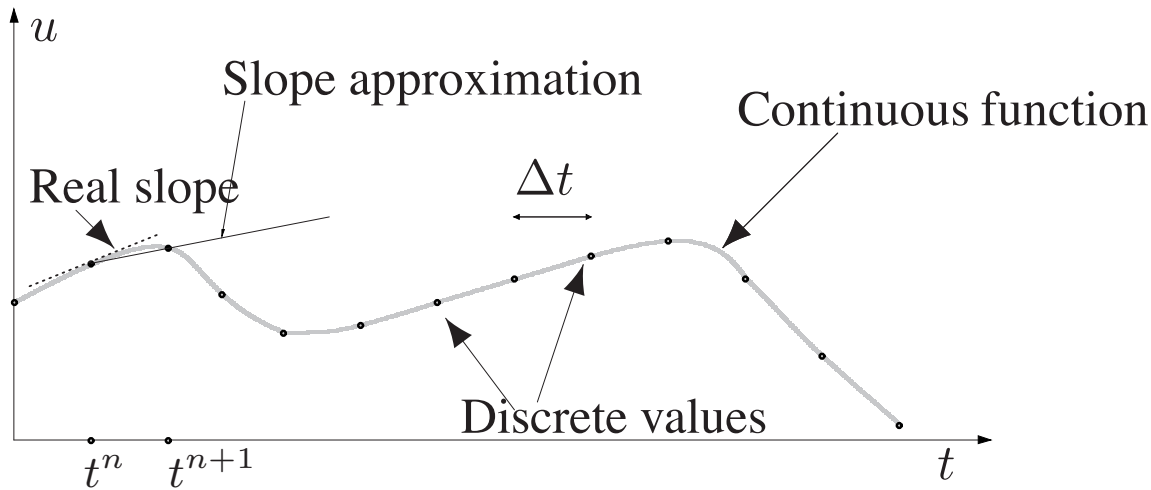 u
Slope approximation
Continuous function
Real slope
Δt
Discrete values
tⁿ
tⁿ⁺¹
t